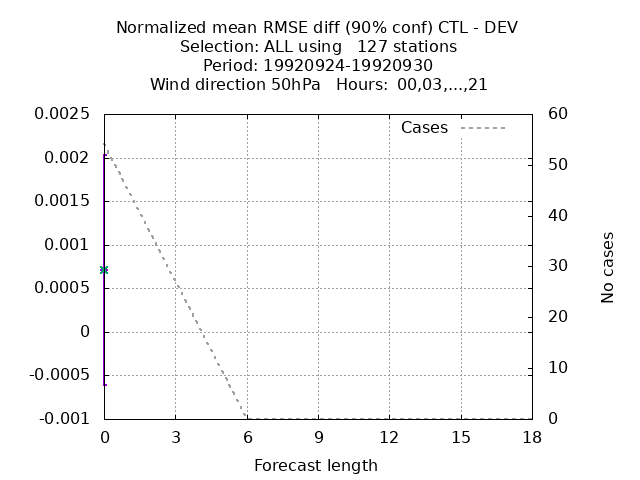 Normalized mean RMSE diff (90% conf) CTL - DEV
Selection: ALL using   127 stations
Period: 19920924-19920930
Wind direction 50hPa   Hours: 00,03,...,21
Cases
0.0025
0.002
0.0015
0.001
0.0005
0
-0.0005
-0.001
60
50
40
30
20
10
0
No cases
0 3 6 9 12 15 18
Forecast length